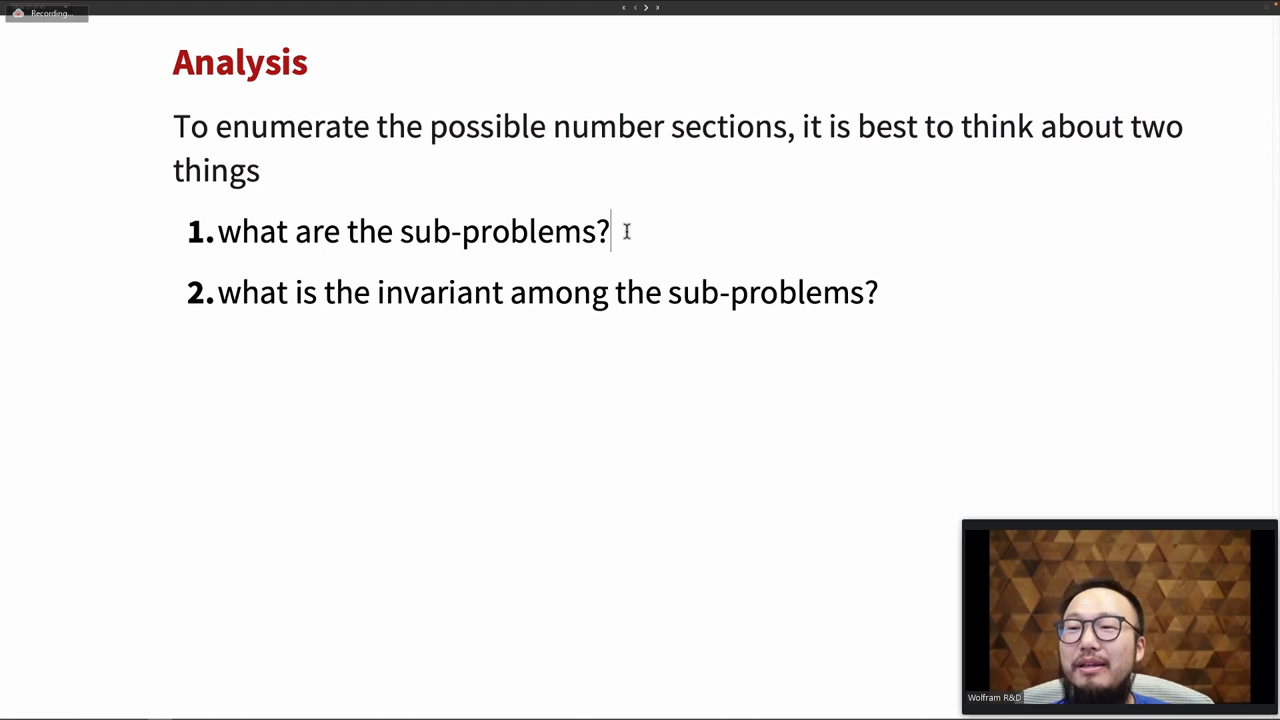 Recording...
Analysis
To enumerate the possible number sections, it is best to think about two
things
1. what are the sub-problems?
2. what is the invariant among the sub-problems?
Wolfram R&D